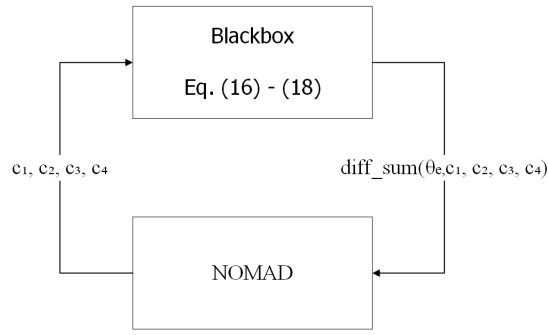 Blackbox
Eq. (16) - (18)
c₁, c₂, c₃, c₄
diff_sum(θₑ,c₁, c₂, c₃, c₄)
NOMAD